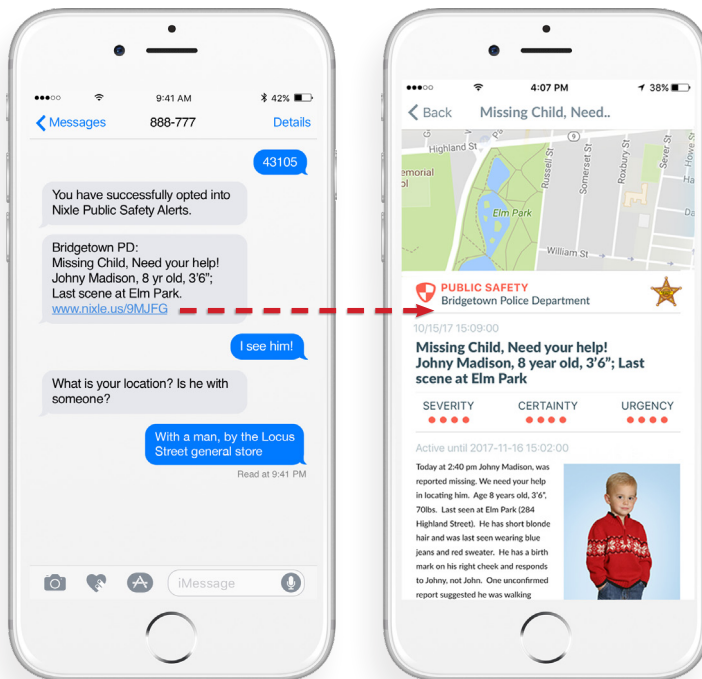 9:41 AM
42%
Messages
888-777
Details
43105
You have successfully opted into
Nixle Public Safety Alerts.
Bridgetown PD:
Missing Child, Need your help!
Johny Madison, 8 yr old, 3'6";
Last scene at Elm Park.
www.nixle.us/9MJFG
I see him!
What is your location? Is he with
someone?
With a man, by the Locus
Street general store
Read at 9:41 PM
iMessage
4:07 PM
38%
Back
Missing Child, Need..
Highland St
9
Russell St
Somerset St
Roxbury St
Sever St
Howe S
emorial
ol
Ha
Da
Elm Park
William St
PUBLIC SAFETY
Bridgetown Police Department
10/15/17 15:09:00
Missing Child, Need your help!
Johny Madison, 8 year old, 3'6"; Last
scene at Elm Park
SEVERITY
CERTAINTY
URGENCY
Active until 2017-11-16 15:02:00
Today at 2:40 pm Johny Madison, was
reported missing. We need your help
in locating him. Age 8 years old, 3'6",
70lbs. Last seen at Elm Park (284
Highland Street). He has short blonde
hair and was last seen wearing blue
jeans and red sweater. He has a birth
mark on his right cheek and responds
to Johny, not John. One unconfirmed
report suggested he was walking